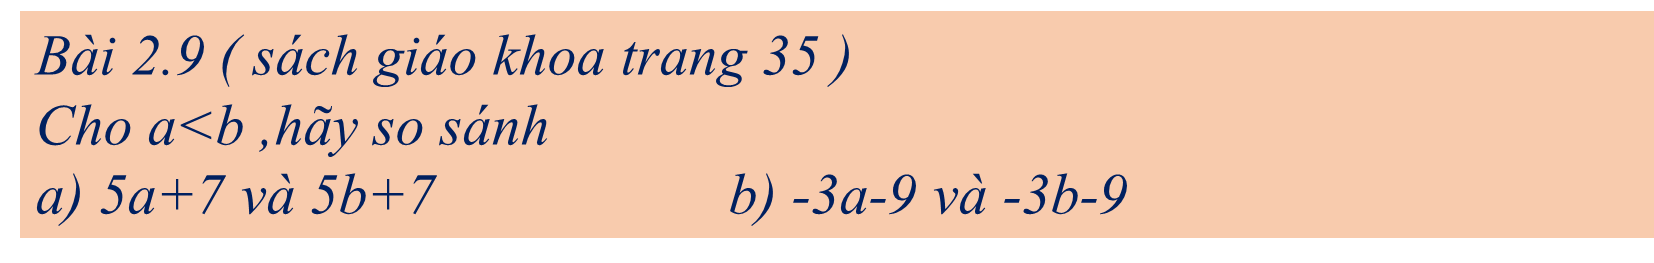 Bài 2.9 ( sách giáo khoa trang 35 )
Cho a<b ,hãy so sánh
a) 5a+7 và 5b+7 b) -3a-9 và -3b-9